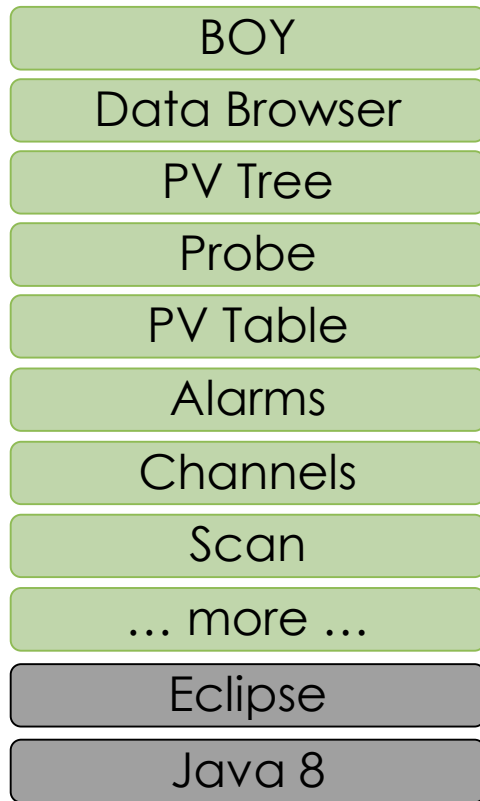 BOY
Data Browser
PV Tree
Probe
PV Table
Alarms
Channels
Scan
… more …
Eclipse
Java 8